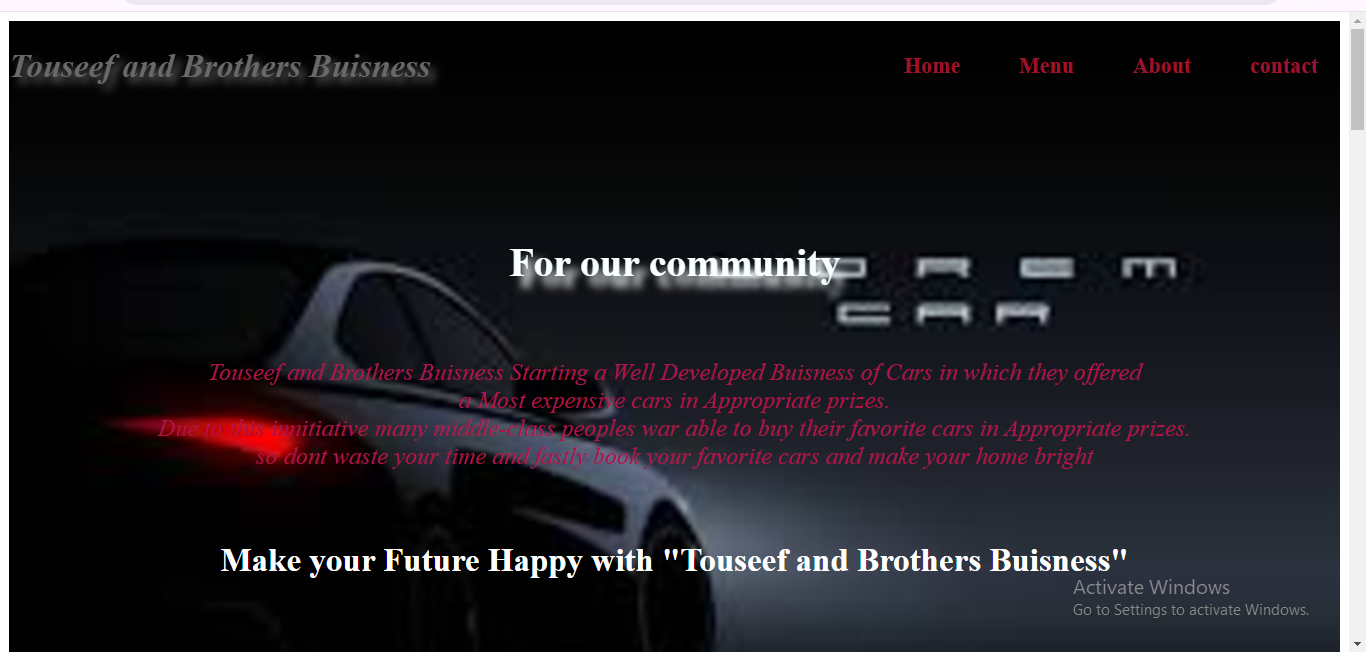 Touseef and Brothers Buisness
Home Menu About contact
For our community
CAR
Touseef and Brothers Buisness Starting a Well Developed Buisness of Cars in which they offered
a Most expensive cars in Appropriate prizes.
Due to this innitiative many middle-class peoples war able to buy their favorite cars in Appropriate prizes.
so dont waste your time and fastly book your favorite cars and make your home bright
Make your Future Happy with "Touseef and Brothers Buisness"
Activate Windows
Go to Settings to activate Windows.